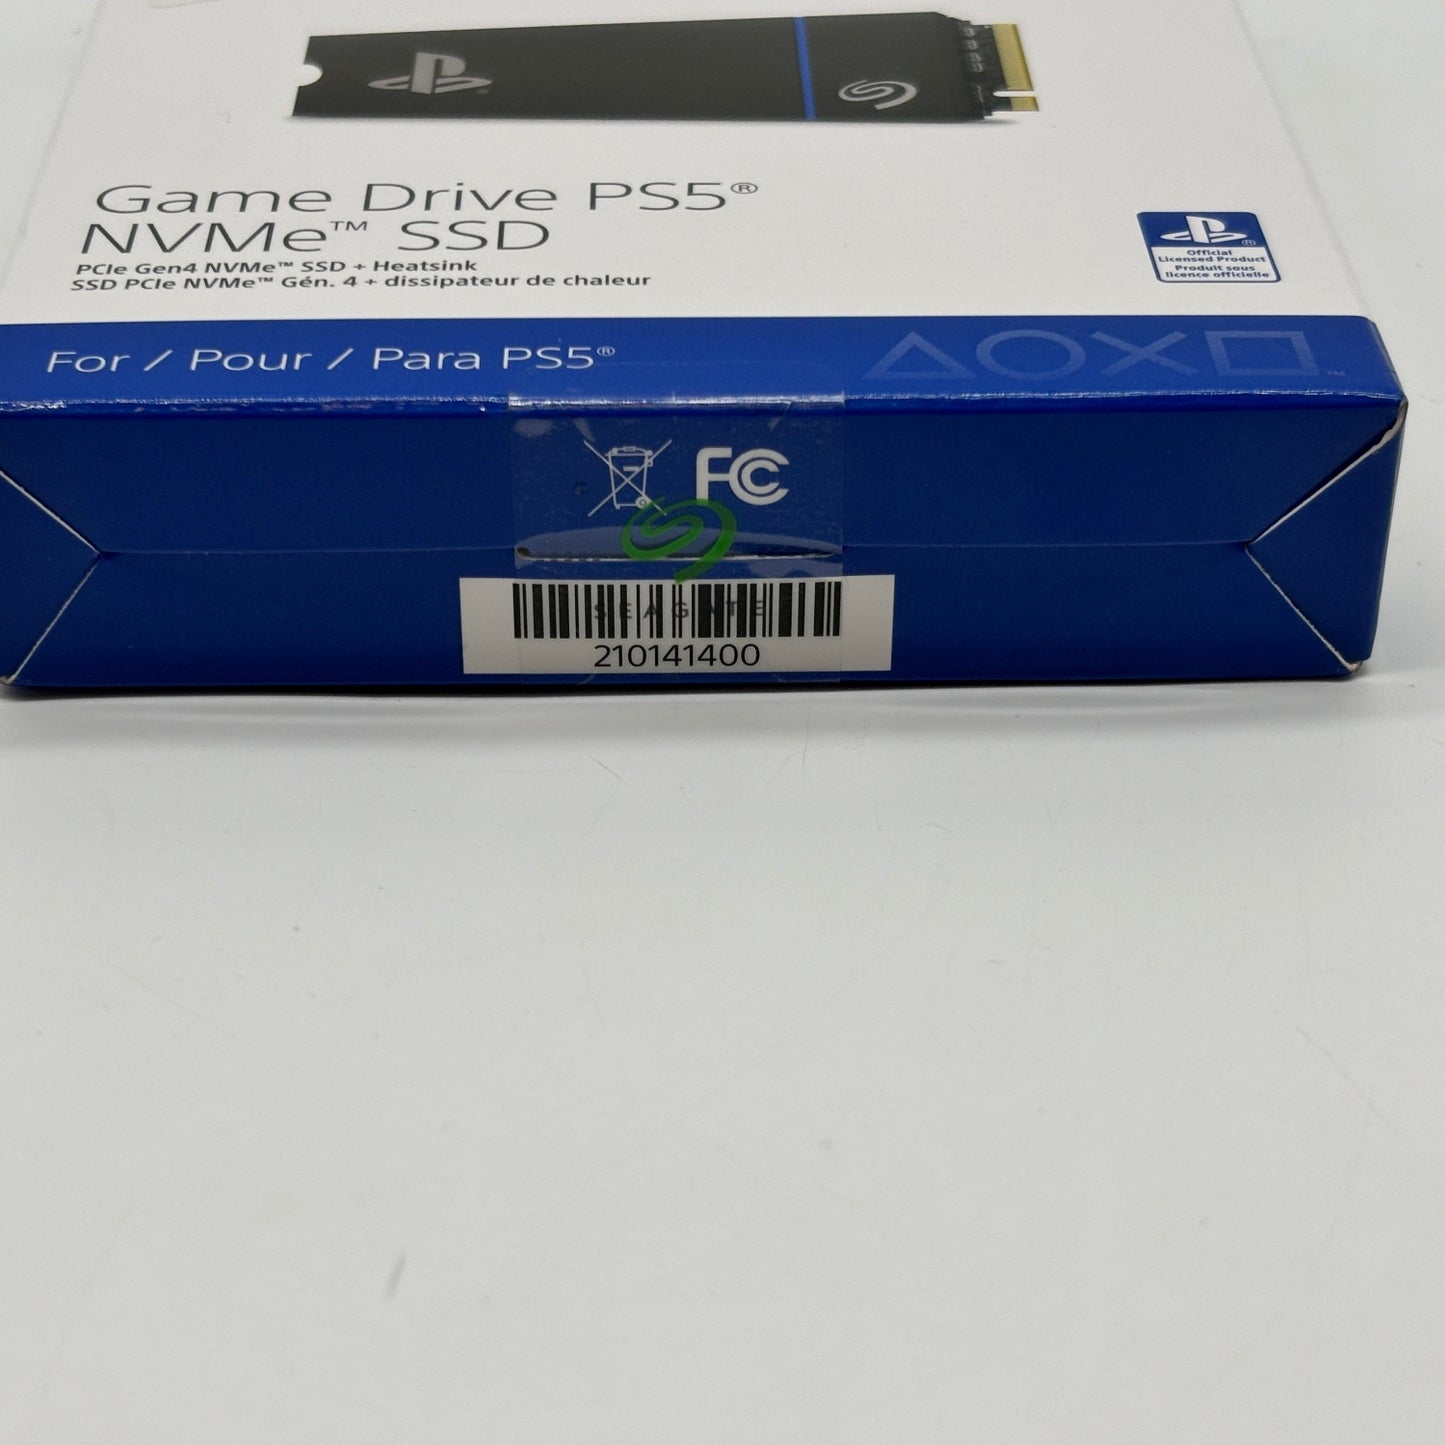 Game Drive PS5®
NVMe™ SSD
PCIe Gen4 NVMe™ SSD + Heatsink
SSD PCIe NVMe™ Gén. 4 + dissipateur de chaleur
Official
Licensed Product
Produit sous
licence officielle
For / Pour / Para PS5®
FC
SEAGATE
210141400